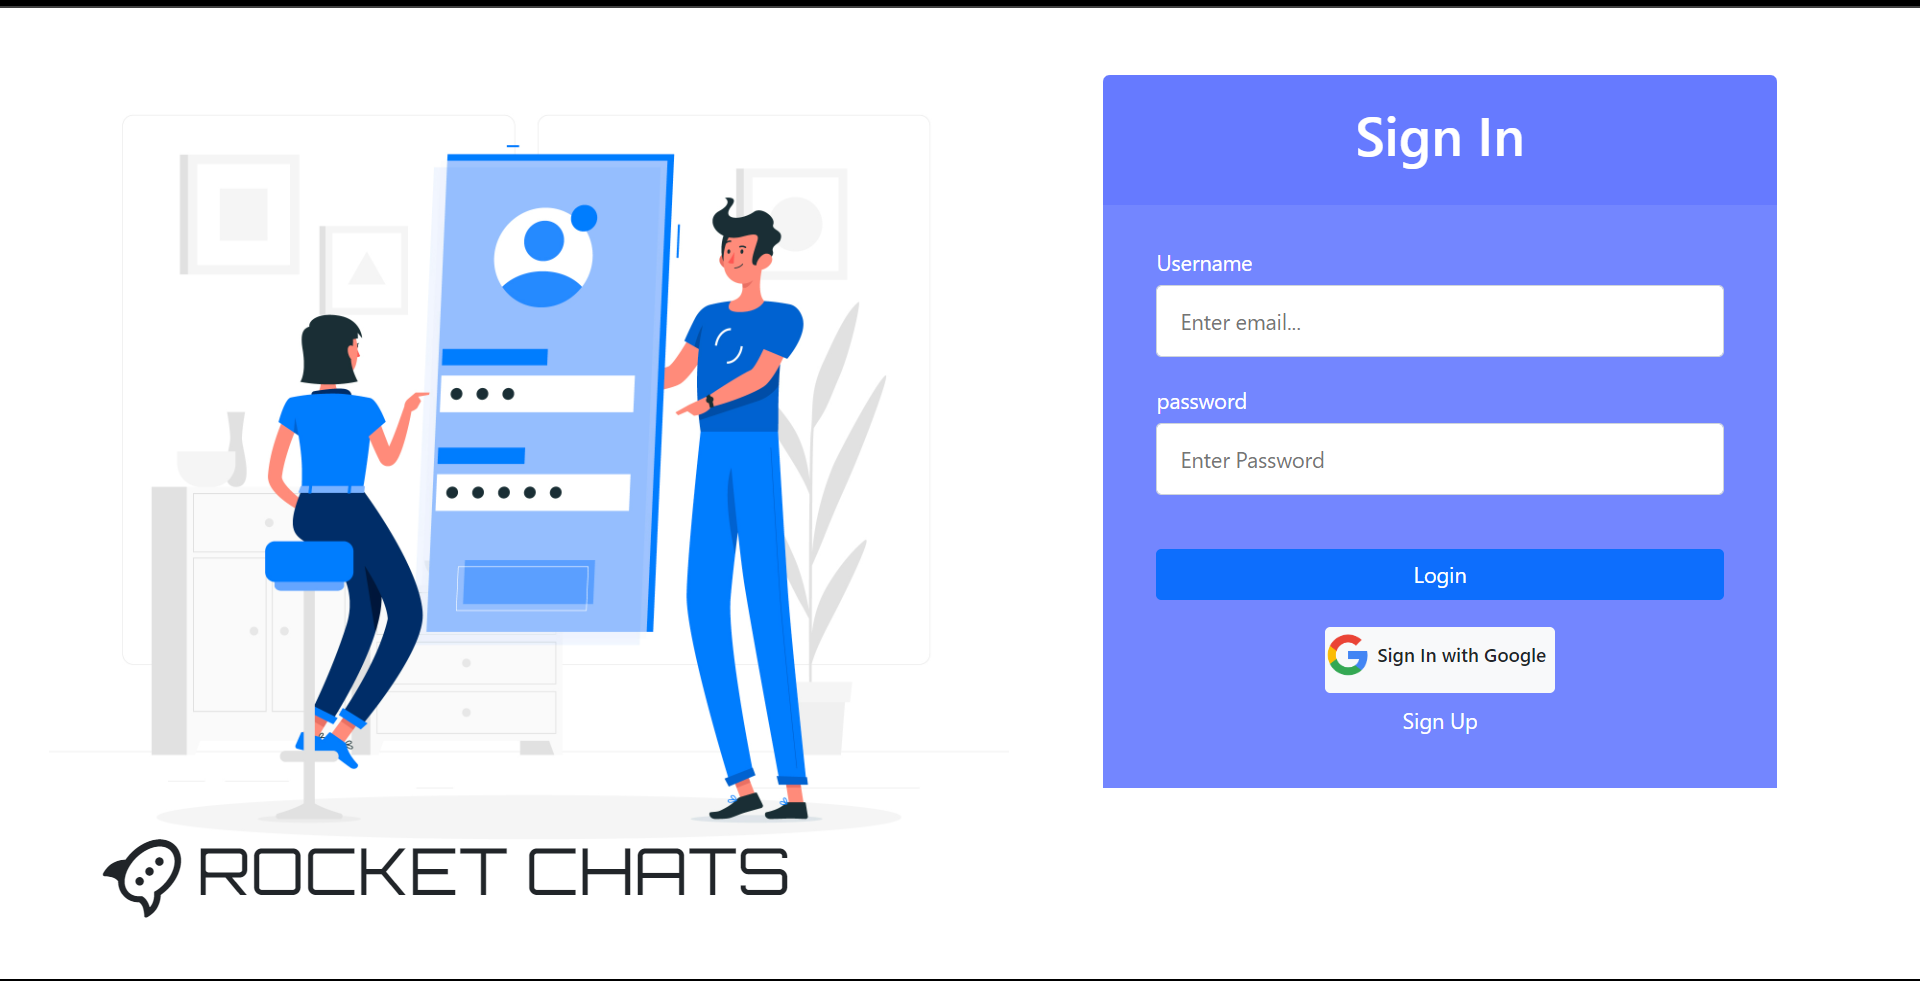 Sign In
Username
Enter email...
password
Enter Password
Login
Sign In with Google
Sign Up
ROCKET CHATS